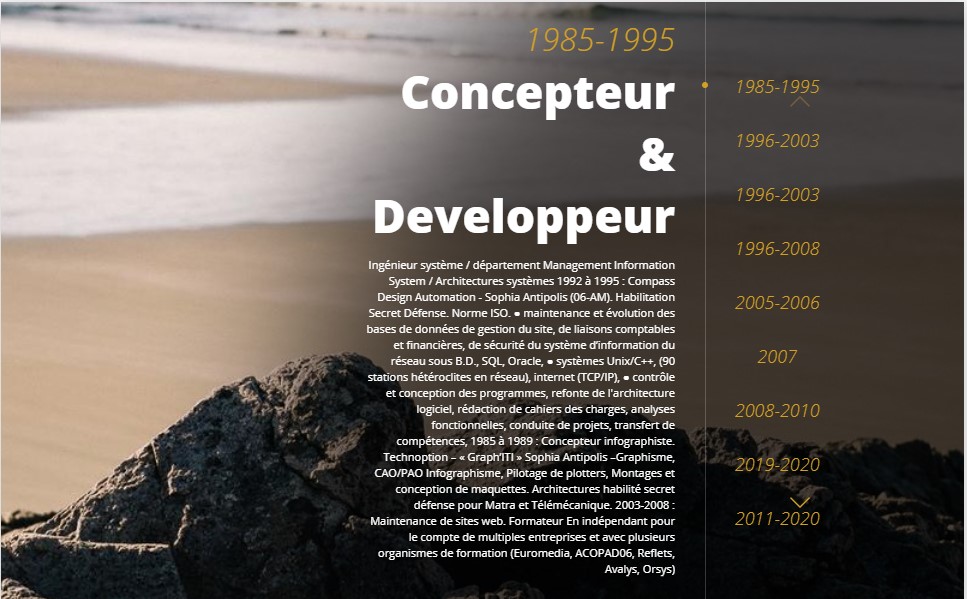 1985-1995
Concepteur
&
Developpeur
Ingénieur système / département Management Information
System / Architectures systèmes 1992 à 1995 : Compass
Design Automation - Sophia Antipolis (06-AM). Habilitation
Secret Défense. Norme ISO. ● maintenance et évolution des
bases de données de gestion du site, de liaisons comptables
et financières, de sécurité du système d'information du
réseau sous B.D., SQL, Oracle, ● systèmes Unix/C++, (90
stations hétéroclites en réseau), internet (TCP/IP), ● contrôle
et conception des programmes, refonte de l'architecture
logiciel, rédaction de cahiers des charges, analyses
fonctionnelles, conduite de projets, transfert de
compétences, 1985 à 1989 : Concepteur infographiste.
Technoption – « Graph'ITI » Sophia Antipolis –Graphisme,
CAO/PAO Infographisme, Pilotage de plotters, Montages et
conception de maquettes. Architectures habilité secret
défense pour Matra et Télémécanique. 2003-2008 :
Maintenance de sites web. Formateur En indépendant pour
le compte de multiples entreprises et avec plusieurs
organismes de formation (Euromedia, ACOPAD06, Reflets,
Avalys, Orsys)
1985-1995
1996-2003
1996-2003
1996-2008
2005-2006
2007
2008-2010
2019-2020
2011-2020